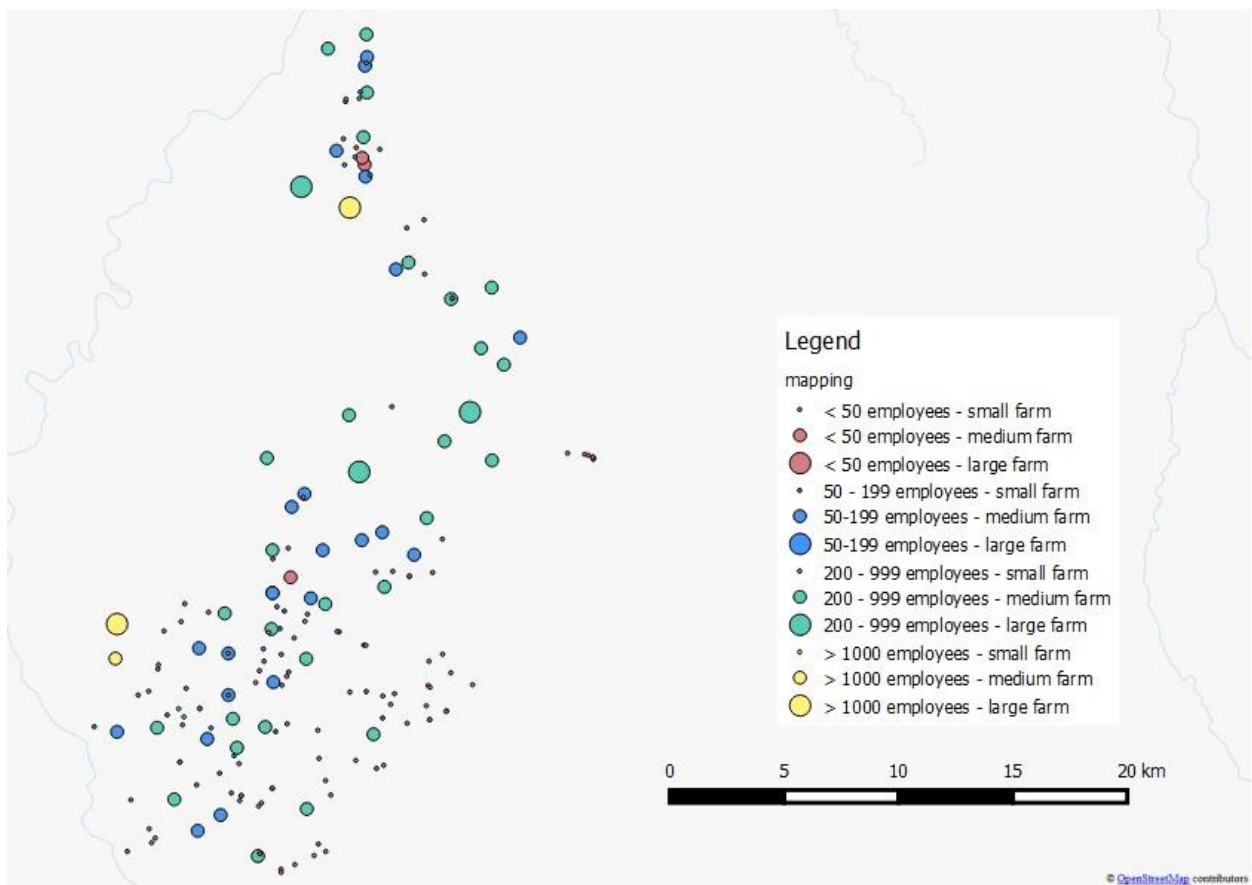 Legend
mapping
< 50 employees - small farm
< 50 employees - medium farm
< 50 employees - large farm
50 - 199 employees - small farm
50-199 employees - medium farm
50-199 employees - large farm
200 - 999 employees - small farm
200 - 999 employees - medium farm
200 - 999 employees - large farm
> 1000 employees - small farm
> 1000 employees - medium farm
> 1000 employees - large farm
0 5 10 15 20 km
© OpenStreetMap contributors